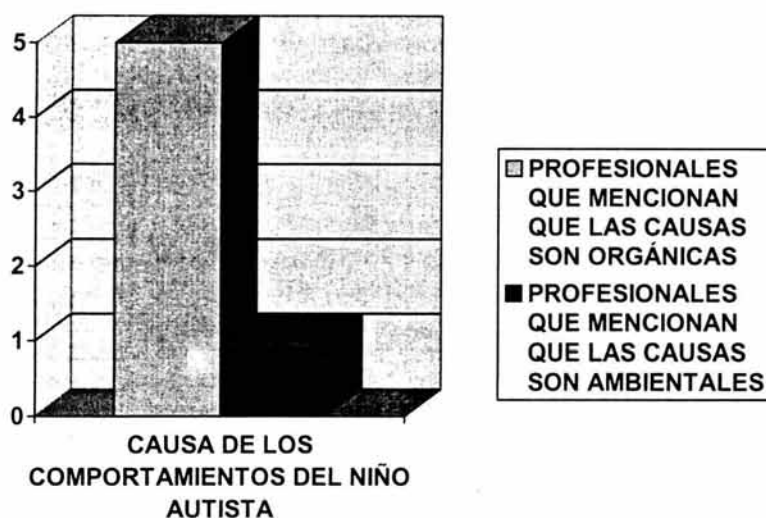 5
4
3
2
1
0
CAUSA DE LOS
COMPORTAMIENTOS DEL NIÑO
AUTISTA
PROFESIONALES
QUE MENCIONAN
QUE LAS CAUSAS
SON ORGÁNICAS
PROFESIONALES
QUE MENCIONAN
QUE LAS CAUSAS
SON AMBIENTALES